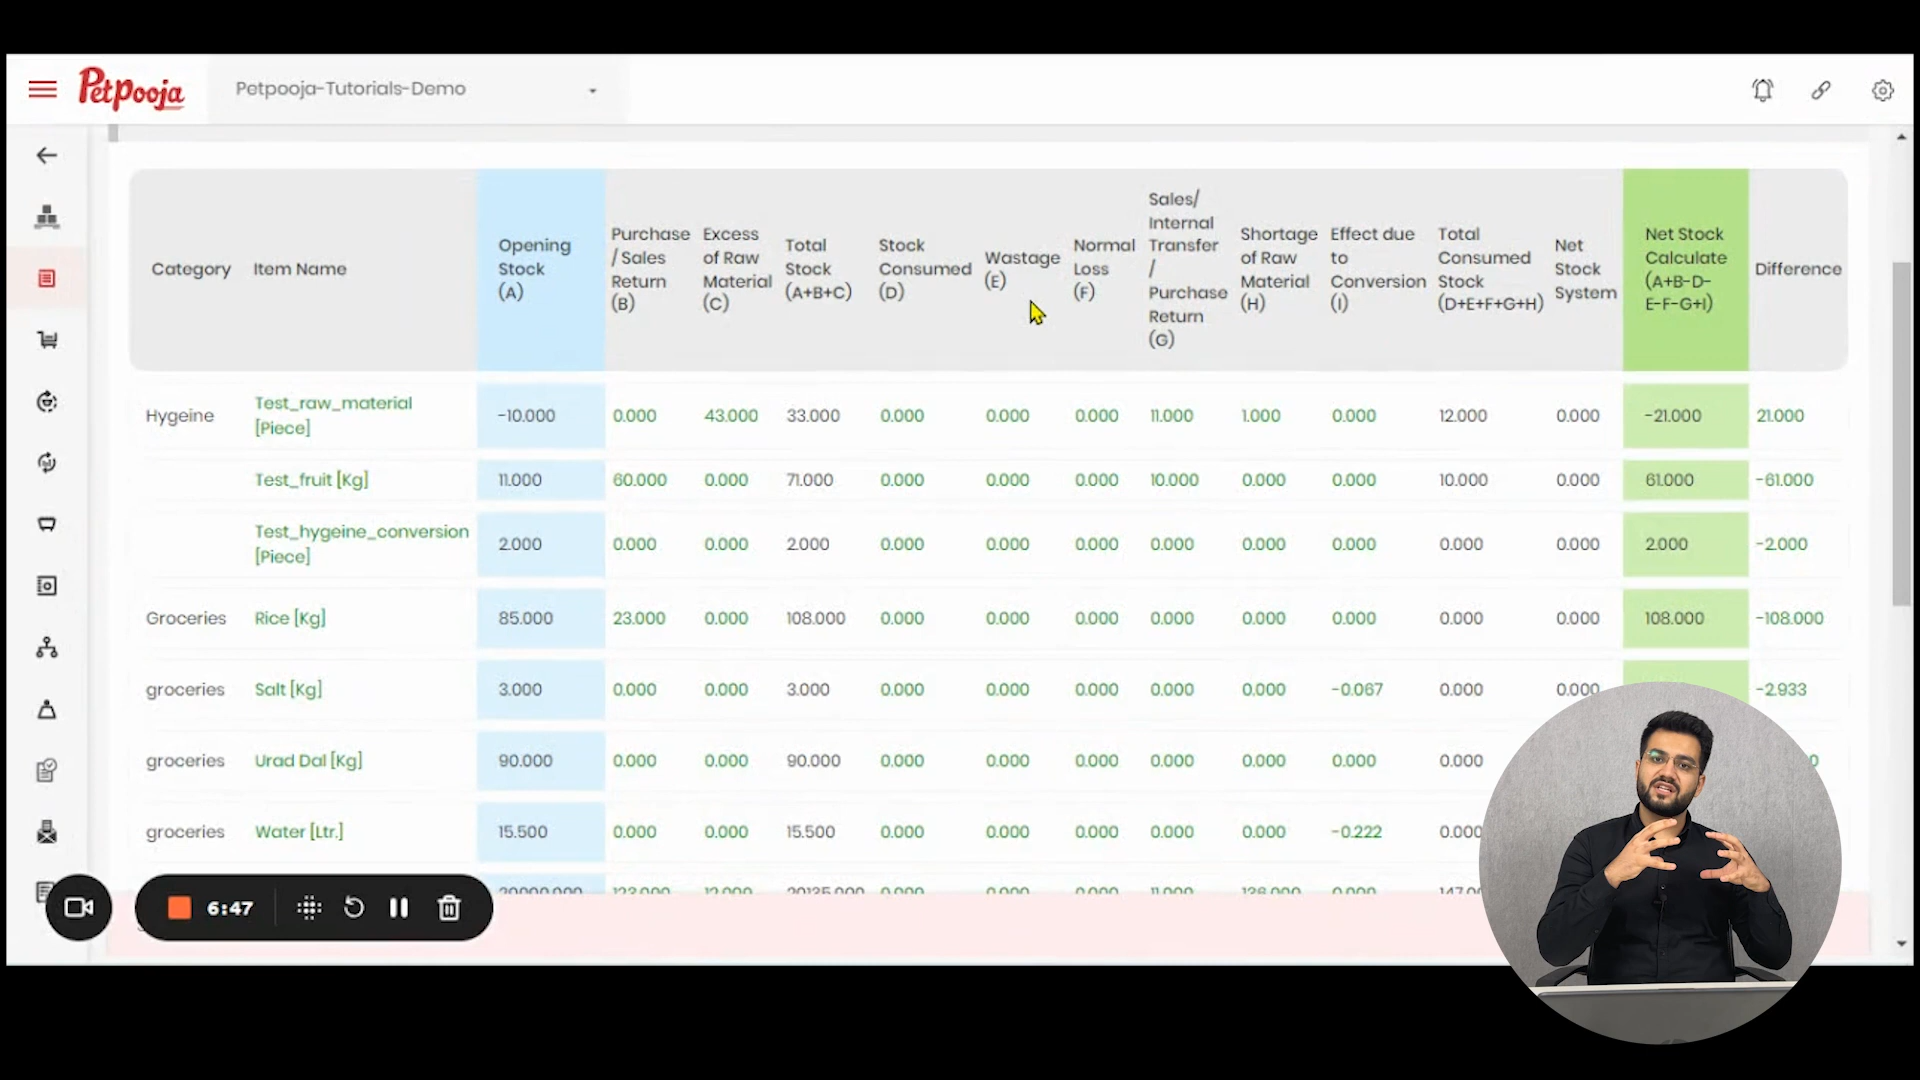 Petpooja
Petpooja-Tutorials-Demo
Category
Item Name
Opening
Stock
(A)
Purchase
/ Sales
Return
(B)
Excess
of Raw
Material
(C)
Total
Stock
(A+B+C)
Stock
Consumed
(D)
Wastage
(E)
Normal
Loss
(F)
Sales/
Internal
Transfer
/
Purchase
Return
(G)
Shortage
of Raw
Material
(H)
Effect due
to
Conversion
(I)
Total
Consumed
Stock
(D+E+F+G+H)
Net
Stock
System
Net Stock
Calculate
(A+B-D-
E-F-G+I)
Difference
Hygeine Test_raw_material [Piece] -10.000 0.000 43.000 33.000 0.000 0.000 0.000 11.000 1.000 0.000 12.000 0.000 -21.000 21.000
Test_fruit [Kg] 11.000 60.000 0.000 71.000 0.000 0.000 0.000 10.000 0.000 0.000 10.000 0.000 61.000 -61.000
Test_hygeine_conversion [Piece] 2.000 0.000 0.000 2.000 0.000 0.000 0.000 0.000 0.000 0.000 0.000 0.000 2.000 -2.000
Groceries Rice [Kg] 85.000 23.000 0.000 108.000 0.000 0.000 0.000 0.000 0.000 0.000 0.000 0.000 108.000 -108.000
groceries Salt [Kg] 3.000 0.000 0.000 3.000 0.000 0.000 0.000 0.000 0.000 -0.067 0.000 0.000 -2.933
groceries Urad Dal [Kg] 90.000 0.000 0.000 90.000 0.000 0.000 0.000 0.000 0.000 0.000 0.000
groceries Water [Ltr.] 15.500 0.000 0.000 15.500 0.000 0.000 0.000 0.000 0.000 -0.222 0.000
6:47